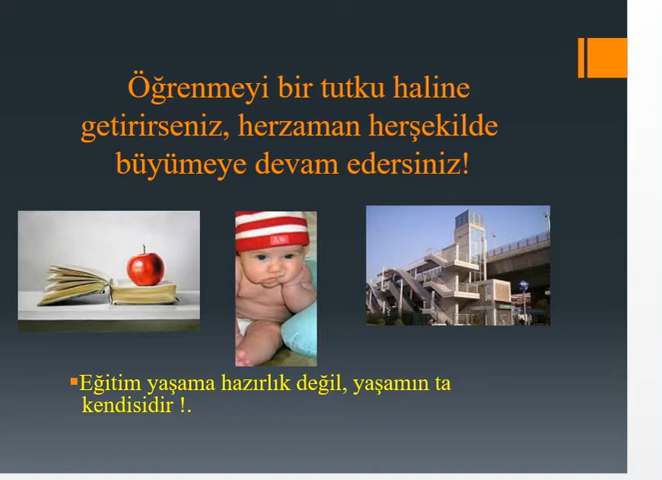 Öğrenmeyi bir tutku haline
getirirseniz, herzaman herşekilde
büyümeye devam edersiniz!
Eğitim yaşama hazırlık değil, yaşamın ta
kendisidir !.